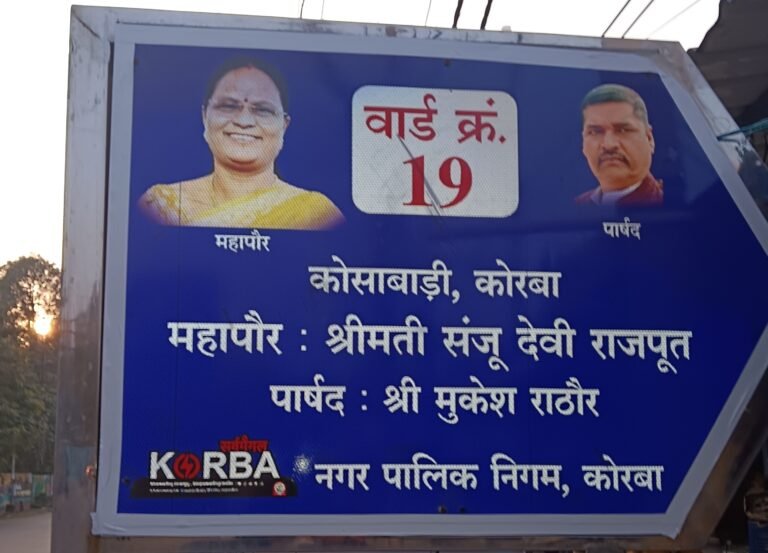 वार्ड क्रं.
19
महापौर
पार्षद
कोसाबाड़ी, कोरबा
महापौर : श्रीमती संजू देवी राजपूत
पार्षद : श्री मुकेश राठौर
KORBA
नगर पालिक निगम, कोरबा